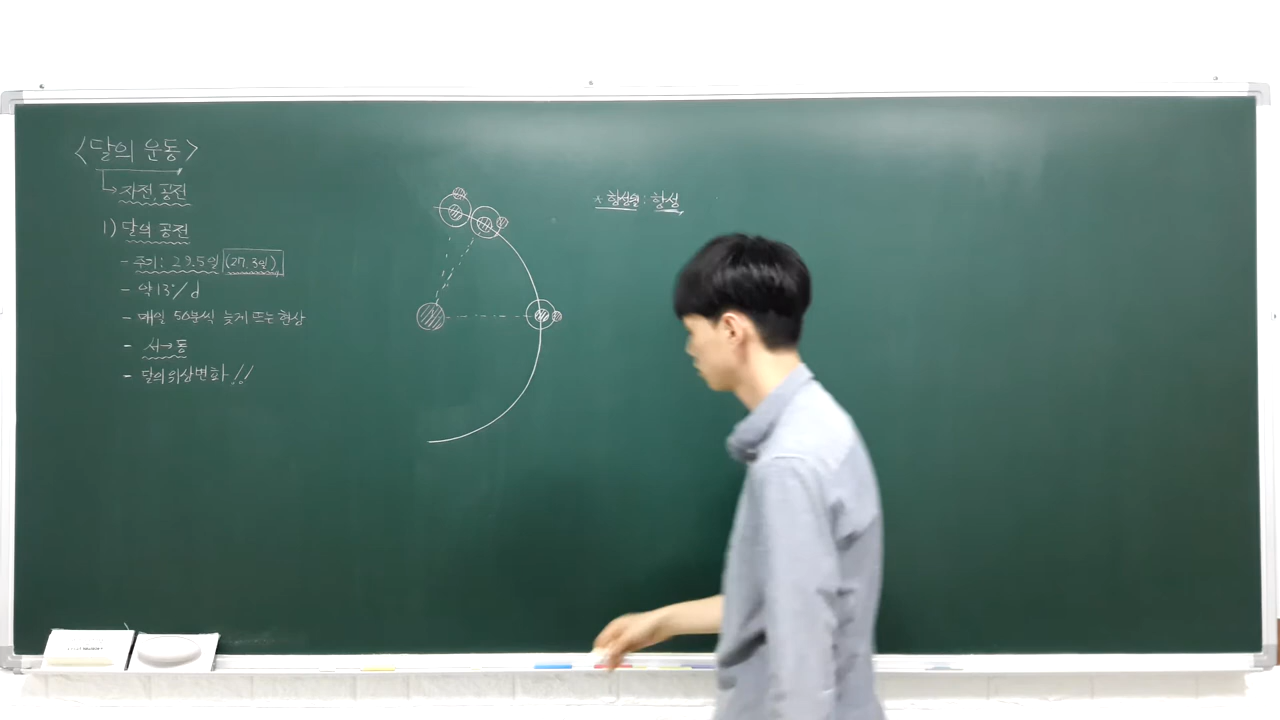 <달의 운동>
→ 자전, 공전
1) 달의 공전
- 주기: 29.5일 (27.3일)
- 약 13°/d
- 매일 50분씩 늦게 뜨는 현상
- 서→동
- 달의 위상변화!!
* 항성월: 항성